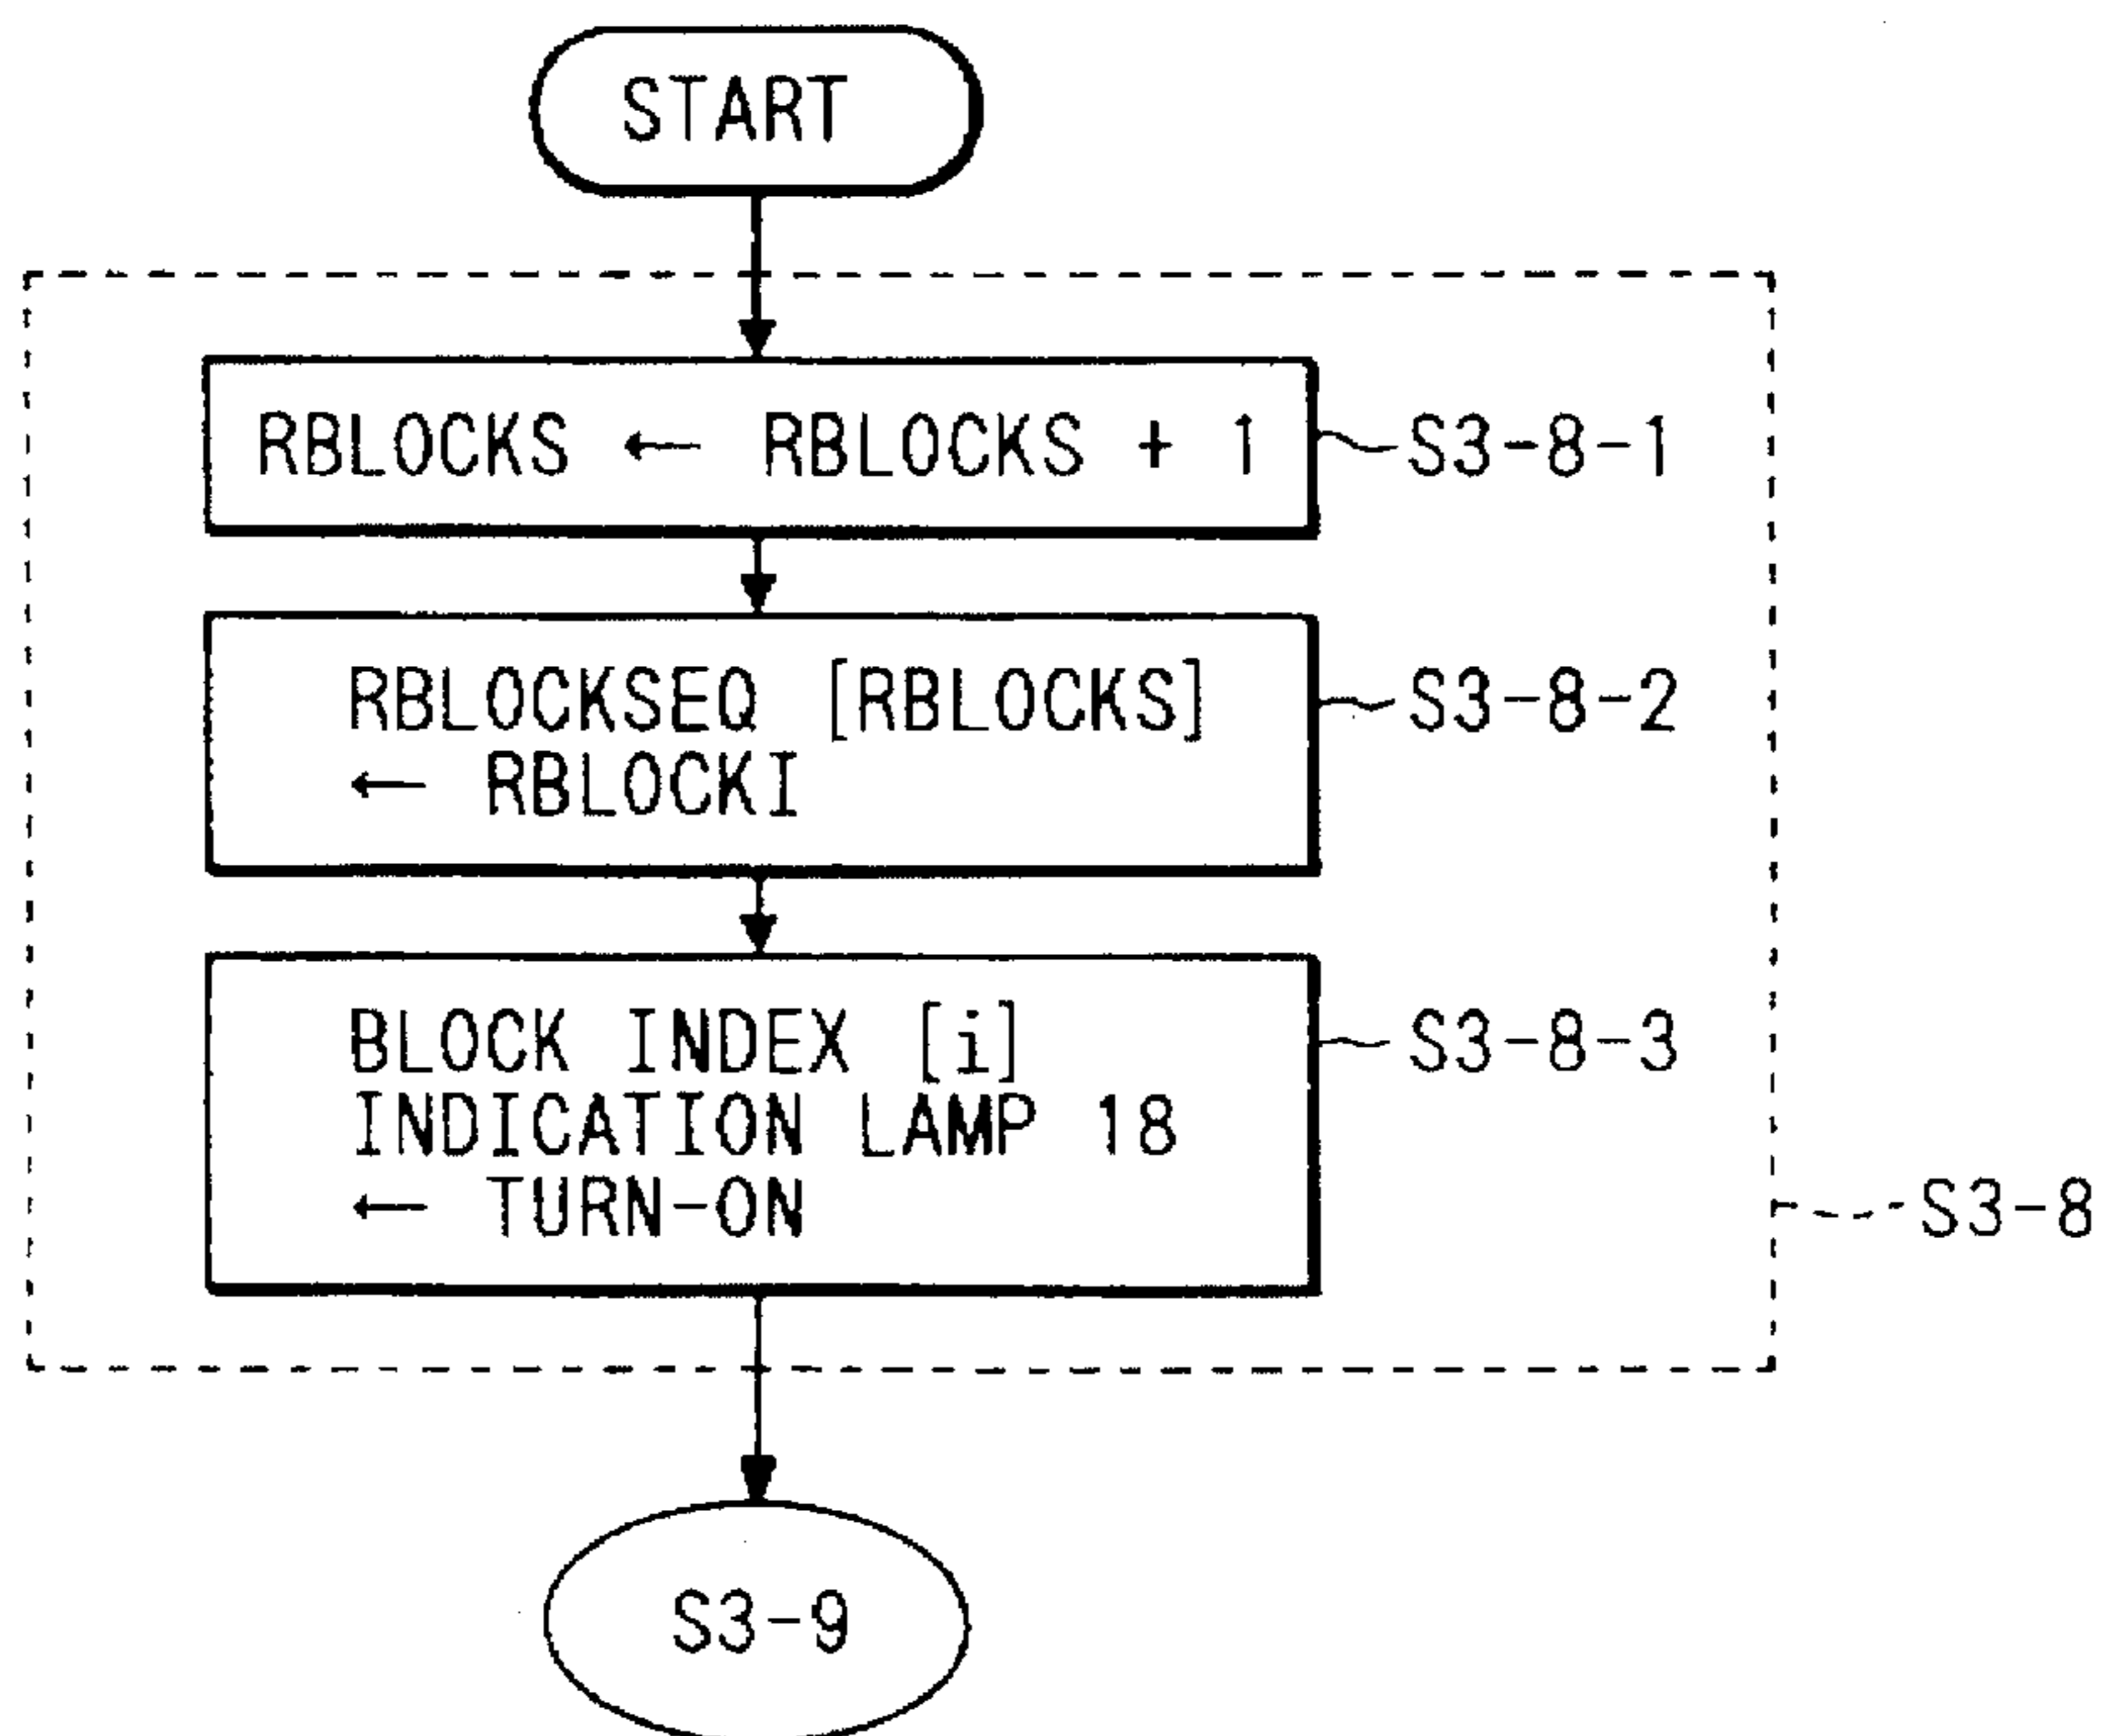 START
RBLOCKS ← RBLOCKS + 1
S3-8-1
RBLOCKSEQ [RBLOCKS]
← RBLOCKI
S3-8-2
BLOCK INDEX [i]
INDICATION LAMP 18
← TURN-ON
S3-8-3
S3-8
S3-9